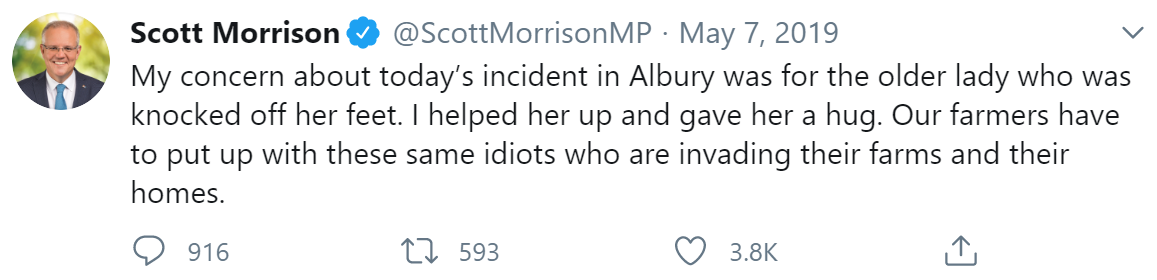 Scott Morrison @ScottMorrisonMP · May 7, 2019
My concern about today’s incident in Albury was for the older lady who was
knocked off her feet. I helped her up and gave her a hug. Our farmers have
to put up with these same idiots who are invading their farms and their
homes.
916 593 3.8K